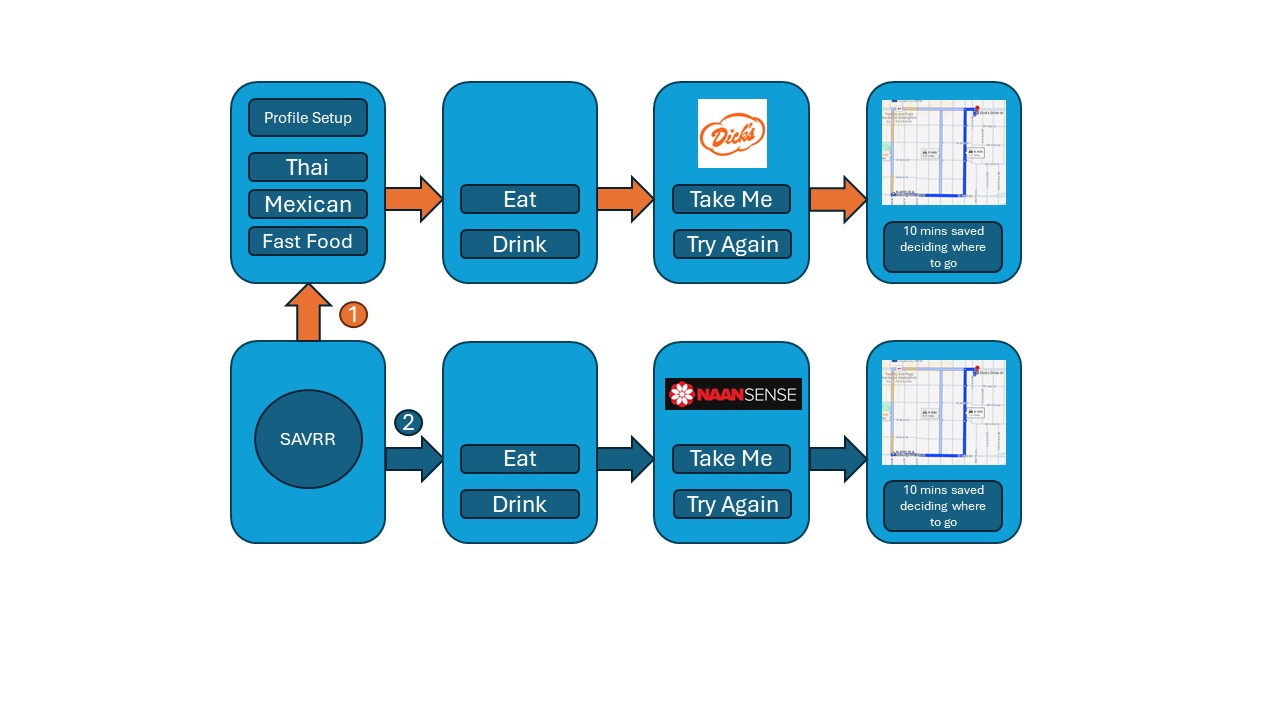 Profile Setup
Thai
Mexican
Fast Food
Eat
Drink
Dick's
Take Me
Try Again
10 mins saved
deciding where
to go
1
SAVRR
2
Eat
Drink
NAANSENSE
Take Me
Try Again
10 mins saved
deciding where
to go